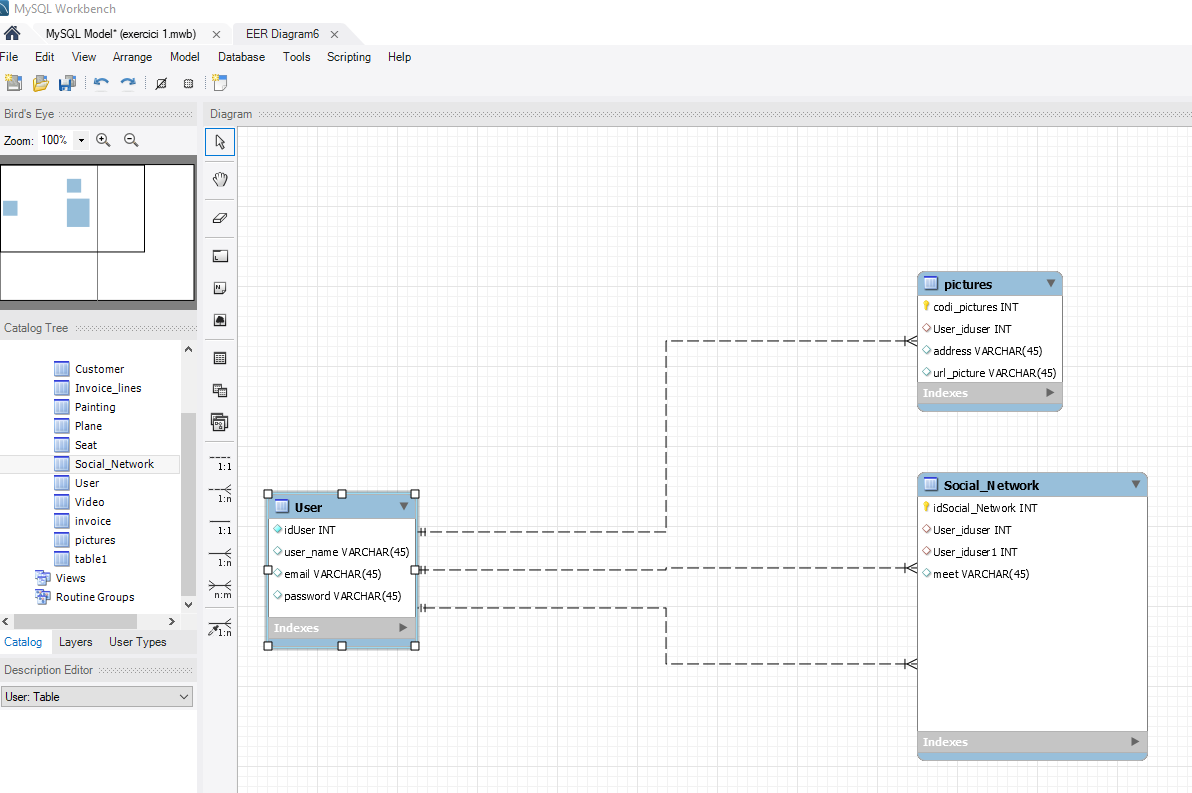 MySQL Workbench
MySQL Model* (exercici 1.mwb)
EER Diagram6
File Edit View Arrange Model Database Tools Scripting Help
Bird's Eye
Zoom: 100%
Diagram
Catalog Tree
Customer
Invoice_lines
Painting
Plane
Seat
Social_Network
User
Video
invoice
pictures
table1
Views
Routine Groups
Catalog Layers User Types
Description Editor
User: Table
1:1
1:n
1:1
1:n
n:m
1:n
User
idUser INT
user_name VARCHAR(45)
email VARCHAR(45)
password VARCHAR(45)
Indexes
pictures
codi_pictures INT
User_iduser INT
address VARCHAR(45)
url_picture VARCHAR(45)
Indexes
Social_Network
idSocial_Network INT
User_iduser INT
User_iduser1 INT
meet VARCHAR(45)
Indexes